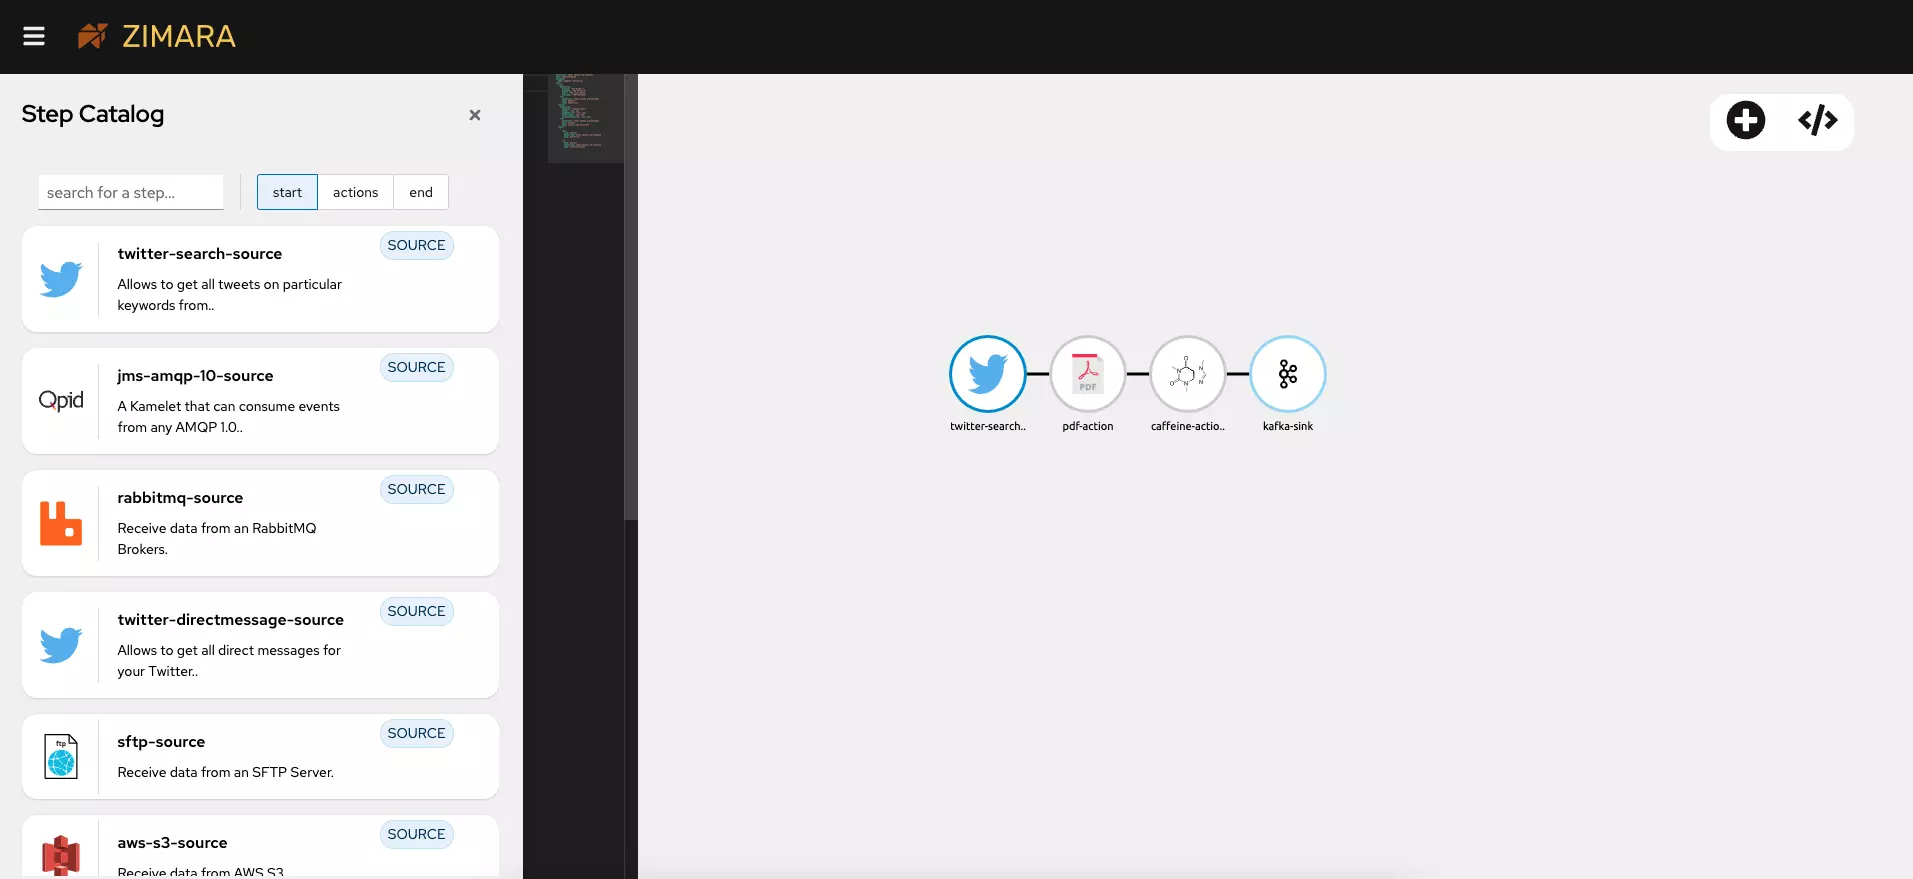 ZIMARA
Step Catalog
search for a step...
start
actions
end
twitter-search-source
SOURCE
Allows to get all tweets on particular
keywords from..
Qpid
jms-amqp-10-source
SOURCE
A Kamelet that can consume events
from any AMQP 1.0..
rabbitmq-source
SOURCE
Receive data from an RabbitMQ
Brokers.
twitter-directmessage-source
SOURCE
Allows to get all direct messages for
your Twitter..
ftp
sftp-source
SOURCE
Receive data from an SFTP Server.
aws-s3-source
SOURCE
Receive data from AWS S3
PDF
twitter-search..
pdf-action
caffeine-actio..
kafka-sink